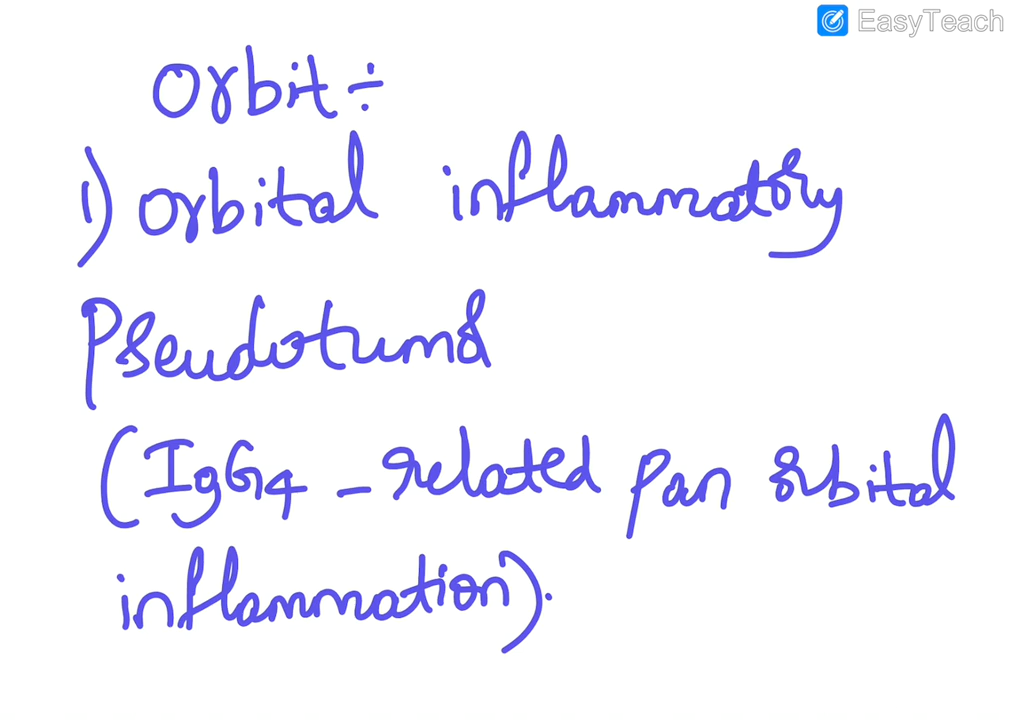 EasyTeach
Orbit ÷
1) Orbital inflammatory
Pseudotumor
(IgG4 - related pan orbital
inflammation).